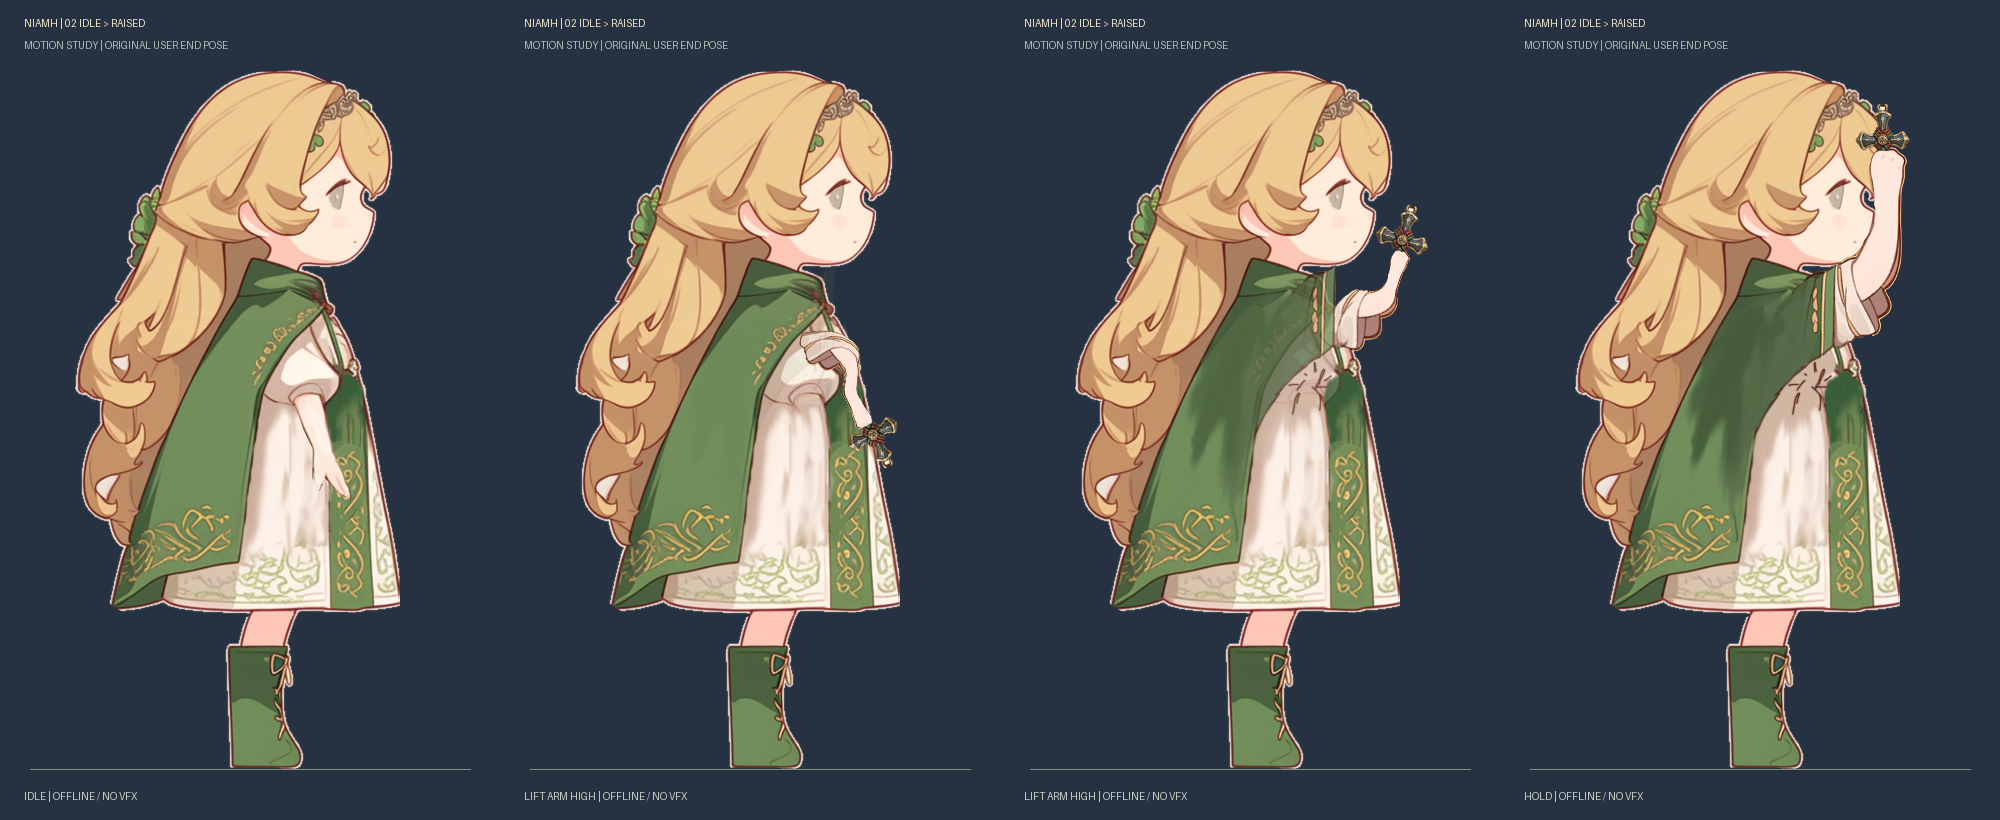 NIAMH | 02 IDLE > RAISED
MOTION STUDY | ORIGINAL USER END POSE
NIAMH | 02 IDLE > RAISED
MOTION STUDY | ORIGINAL USER END POSE
NIAMH | 02 IDLE > RAISED
MOTION STUDY | ORIGINAL USER END POSE
NIAMH | 02 IDLE > RAISED
MOTION STUDY | ORIGINAL USER END POSE
IDLE | OFFLINE / NO VFX
LIFT ARM HIGH | OFFLINE / NO VFX
LIFT ARM HIGH | OFFLINE / NO VFX
HOLD | OFFLINE / NO VFX